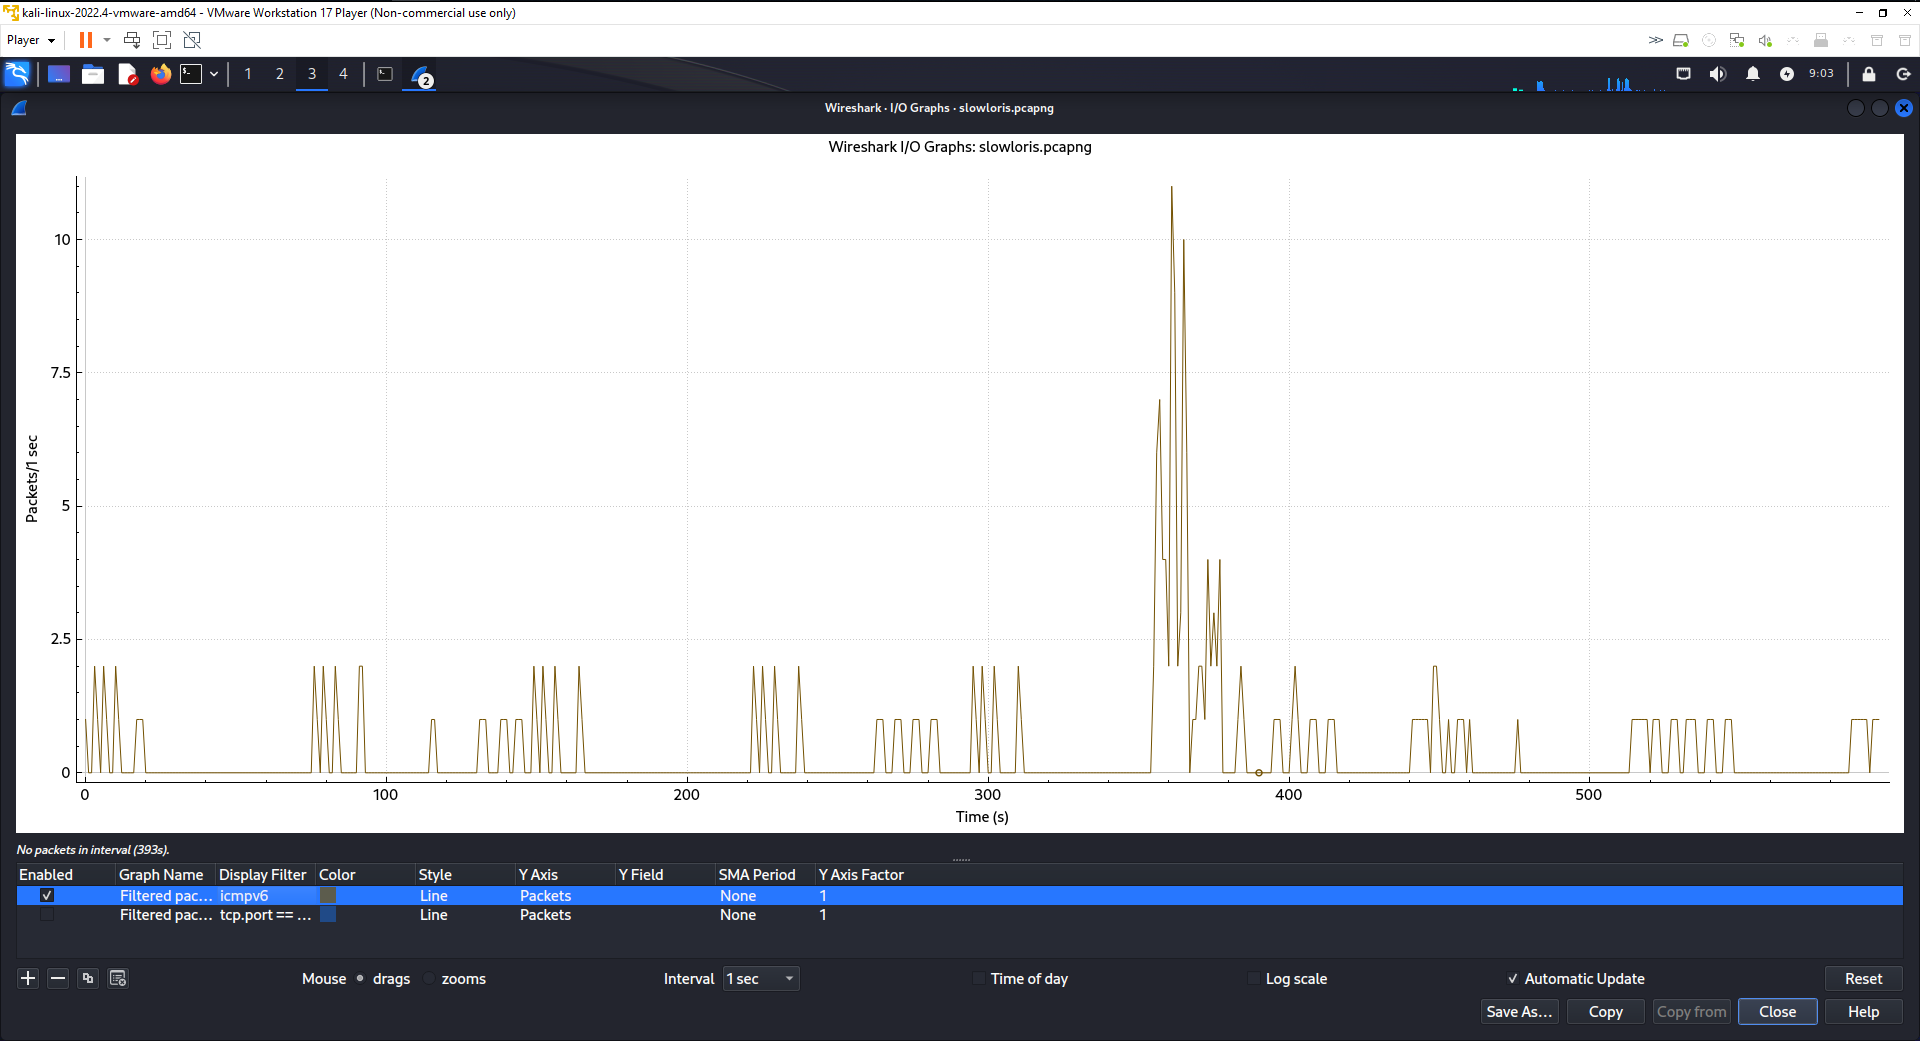 kali-linux-2022.4-vmware-amd64 - VMware Workstation 17 Player (Non-commercial use only)
Player
1 2 3 4 2 9:03
Wireshark · I/O Graphs · slowloris.pcapng
Wireshark I/O Graphs: slowloris.pcapng
10
7.5
5
2.5
0
Packets/1 sec
0 100 200 300 400 500
Time (s)
No packets in interval (393s).
Enabled Graph Name Display Filter Color Style Y Axis Y Field SMA Period Y Axis Factor
Filtered pac... icmpv6 Line Packets None 1
Filtered pac... tcp.port == ... Line Packets None 1
Mouse drags zooms Interval 1 sec Time of day Log scale Automatic Update Reset
Save As... Copy Copy from Close Help